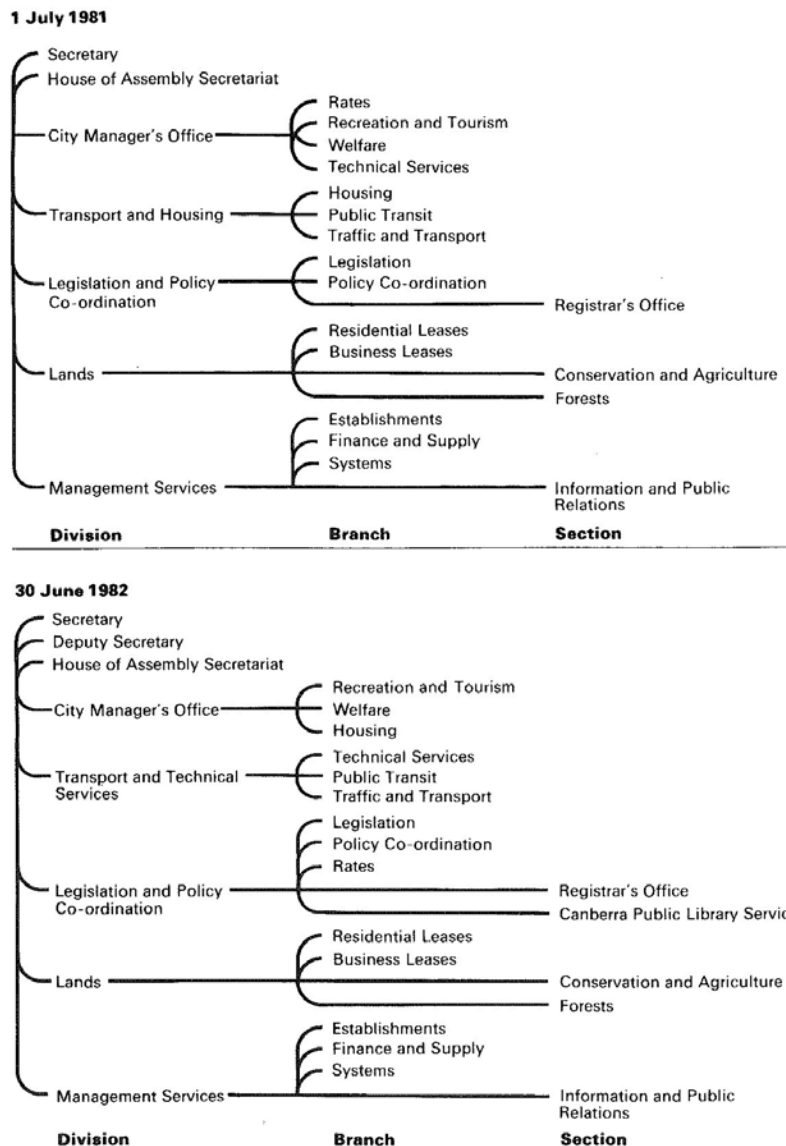 1 July 1981
Secretary
House of Assembly Secretariat
City Manager's Office
Rates
Recreation and Tourism
Welfare
Technical Services
Transport and Housing
Housing
Public Transit
Traffic and Transport
Legislation and Policy
Co-ordination
Legislation
Policy Co-ordination
Registrar's Office
Lands
Residential Leases
Business Leases
Conservation and Agriculture
Forests
Management Services
Establishments
Finance and Supply
Systems
Information and Public
Relations
Division Branch Section
30 June 1982
Secretary
Deputy Secretary
House of Assembly Secretariat
City Manager's Office
Recreation and Tourism
Welfare
Housing
Transport and Technical
Services
Technical Services
Public Transit
Traffic and Transport
Legislation and Policy
Co-ordination
Legislation
Policy Co-ordination
Rates
Registrar's Office
Canberra Public Library
Lands
Residential Leases
Business Leases
Conservation and Agriculture
Forests
Management Services
Establishments
Finance and Supply
Systems
Information and Public
Relations
Division Branch Section